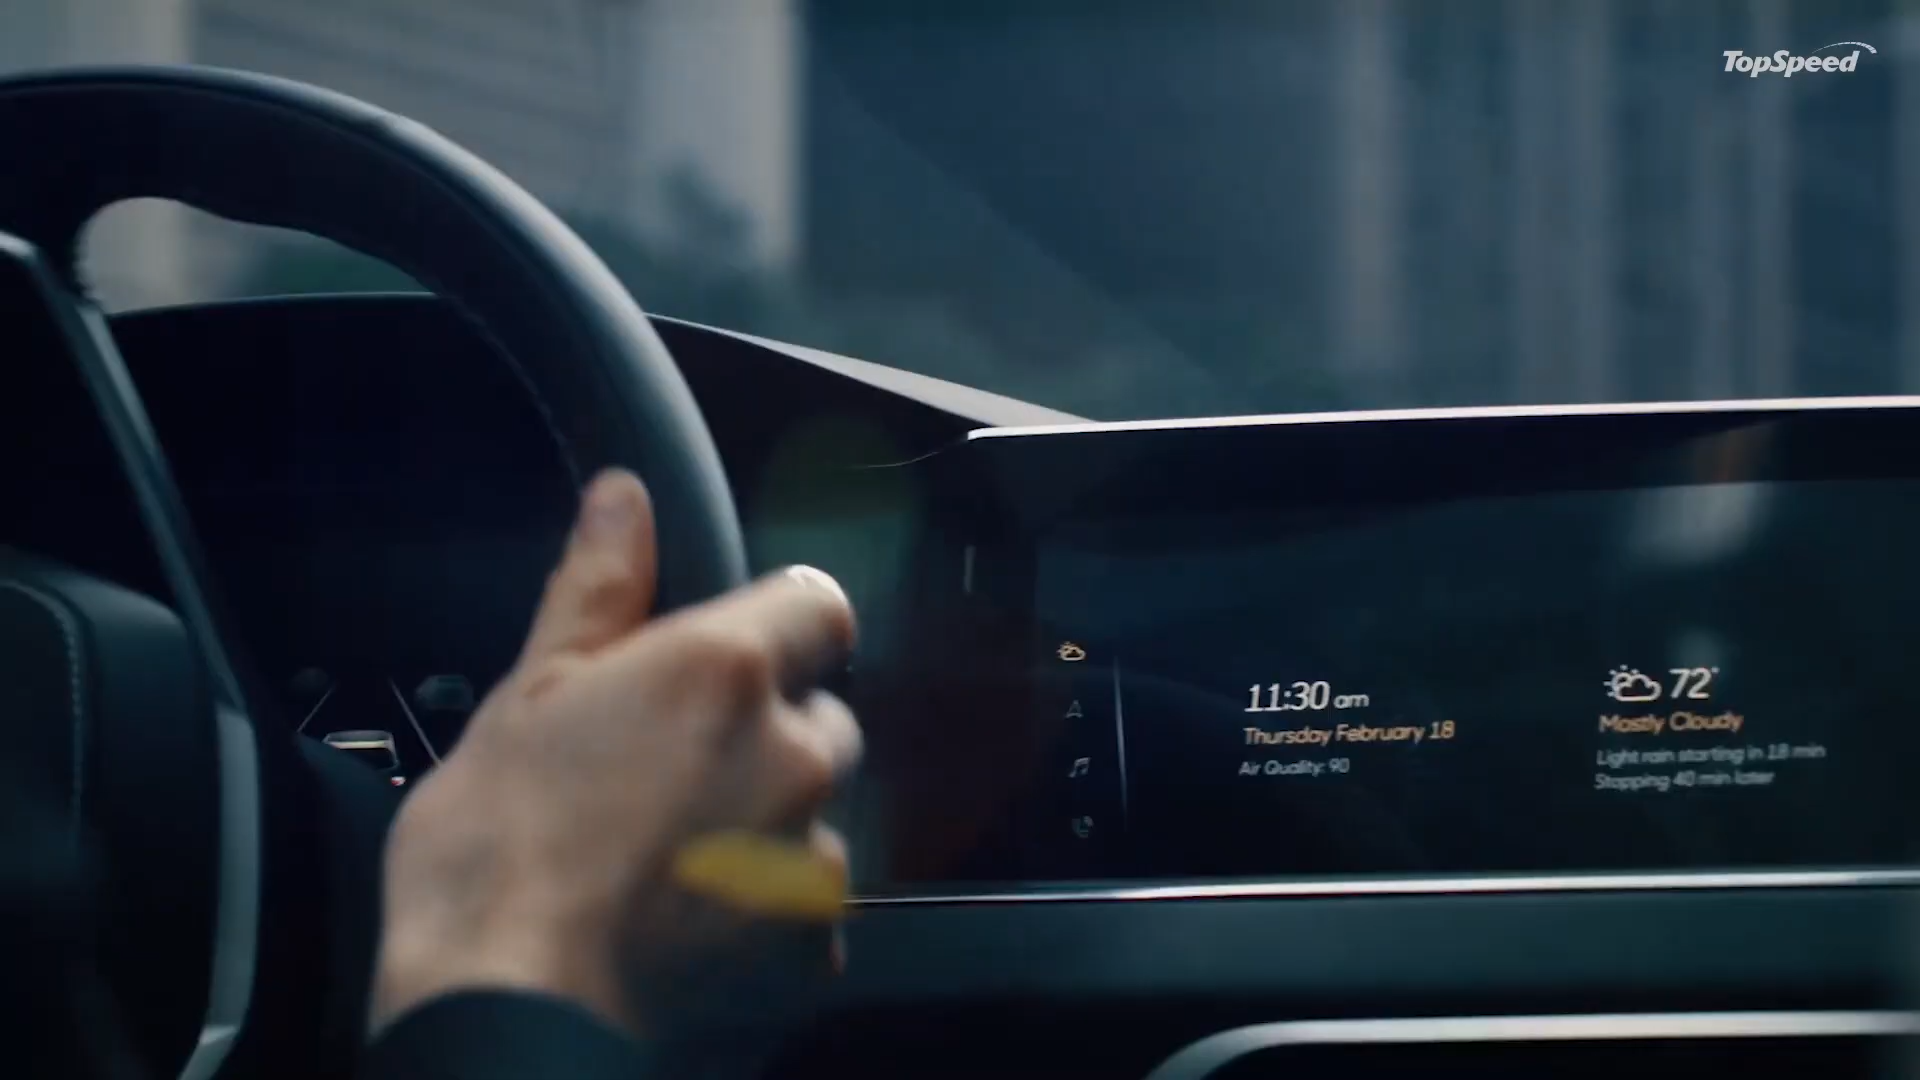 TopSpeed
11:30 am
Thursday February 18
Air Quality: 90
72°
Mostly Cloudy
Light rain starting in 18 min
Stopping 40 min later